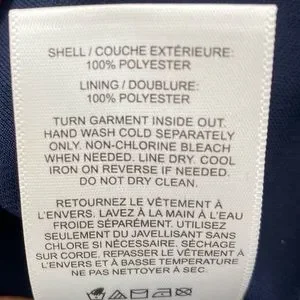 SHELL / COUCHE EXTÉRIEURE:
100% POLYESTER
LINING / DOUBLURE:
100% POLYESTER
TURN GARMENT INSIDE OUT.
HAND WASH COLD SEPARATELY
ONLY. NON-CHLORINE BLEACH
WHEN NEEDED. LINE DRY. COOL
IRON ON REVERSE IF NEEDED.
DO NOT DRY CLEAN.
RETOURNEZ LE VÊTEMENT À
L'ENVERS. LAVEZ À LA MAIN À L'EAU
FROIDE SÉPARÉMENT. UTILISEZ
SEULEMENT DU JAVELLISANT SANS
CHLORE SI NÉCESSAIRE. SÉCHAGE
SUR CORDE. REPASSER LE VÊTEMENT À
L'ENVERS ET À BASSE TEMPÉRATURE
NE PAS NETTOYER À SEC.